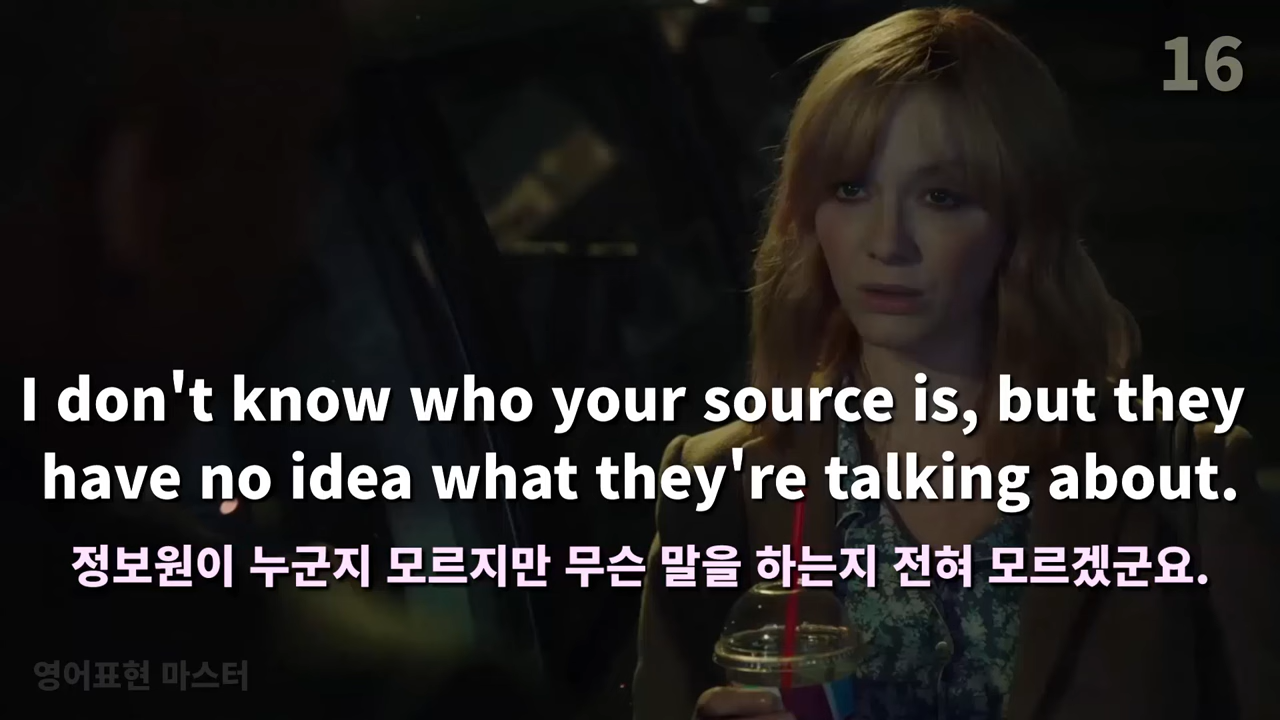 16
I don't know who your source is, but they
have no idea what they're talking about.
정보원이 누군지 모르지만 무슨 말을 하는지 전혀 모르겠군요.
영어표현 마스터